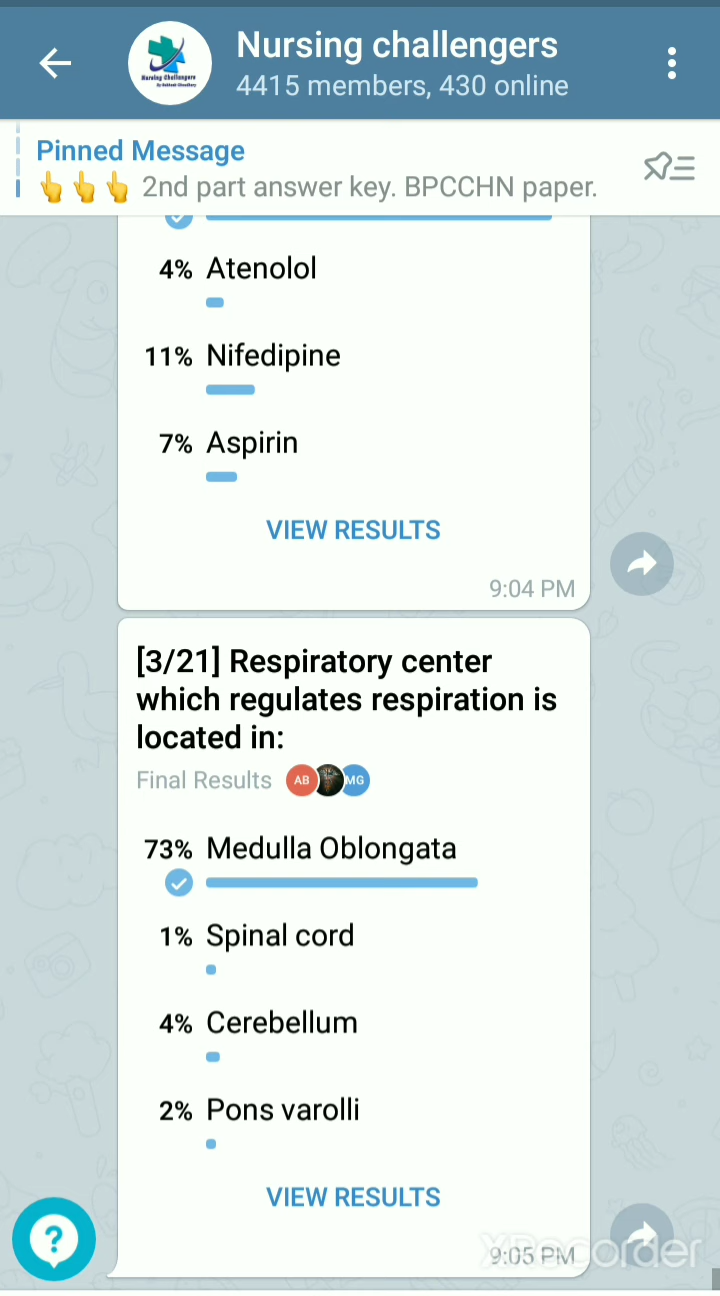 Nursing challengers
4415 members, 430 online
Pinned Message
👆👆👆 2nd part answer key. BPCCHN paper.
4% Atenolol
11% Nifedipine
7% Aspirin
VIEW RESULTS
9:04 PM
[3/21] Respiratory center
which regulates respiration is
located in:
Final Results AB MG
73% Medulla Oblongata
1% Spinal cord
4% Cerebellum
2% Pons varolli
VIEW RESULTS
9:05 PM
XRecorder
?